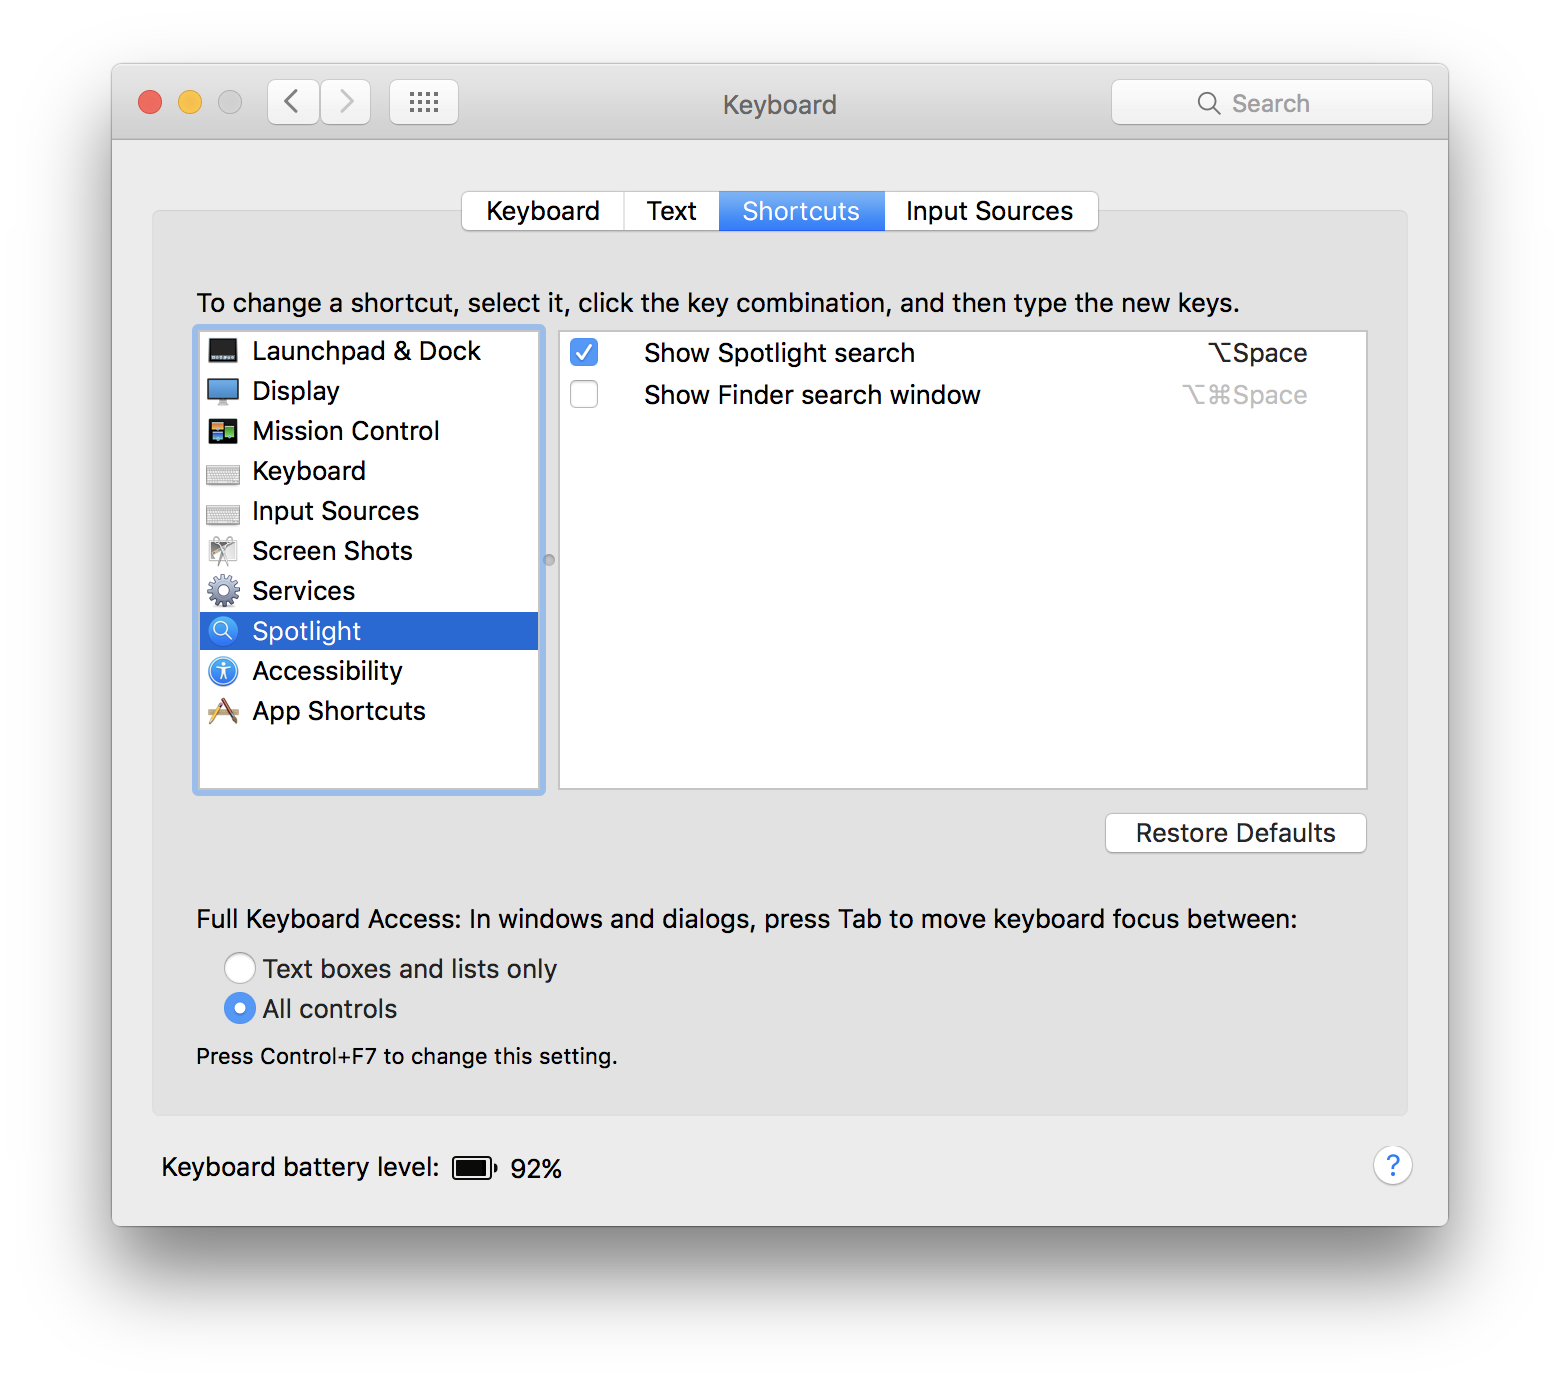 Keyboard
Search
Keyboard Text Shortcuts Input Sources
To change a shortcut, select it, click the key combination, and then type the new keys.
Launchpad & Dock
Display
Mission Control
Keyboard
Input Sources
Screen Shots
Services
Spotlight
Accessibility
App Shortcuts
Show Spotlight search ⌥Space
Show Finder search window ⌥⌘Space
Restore Defaults
Full Keyboard Access: In windows and dialogs, press Tab to move keyboard focus between:
Text boxes and lists only
All controls
Press Control+F7 to change this setting.
Keyboard battery level: 92%
?